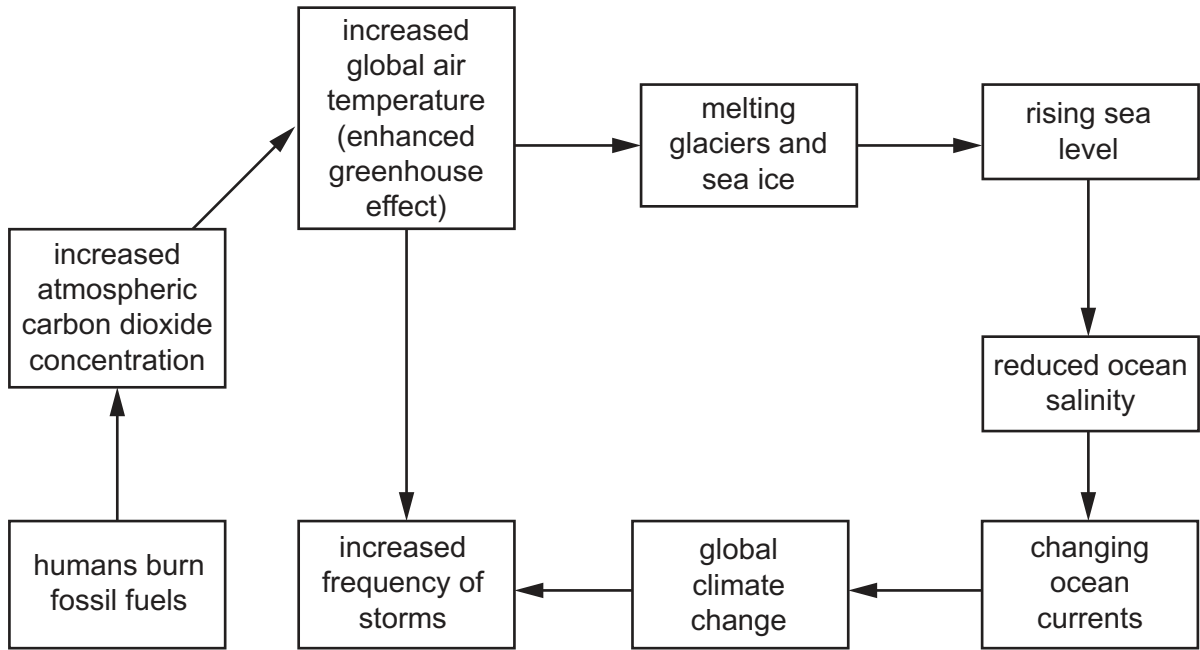 increased
global air
temperature
(enhanced
greenhouse
effect)
melting
glaciers and
sea ice
rising sea
level
increased
atmospheric
carbon dioxide
concentration
reduced ocean
salinity
humans burn
fossil fuels
increased
frequency of
storms
global
climate
change
changing
ocean
currents